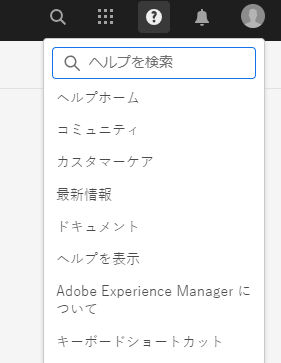 ヘルプを検索
ヘルプホーム
コミュニティ
カスタマーケア
最新情報
ドキュメント
ヘルプを表示
Adobe Experience Manager に
ついて
キーボードショートカット